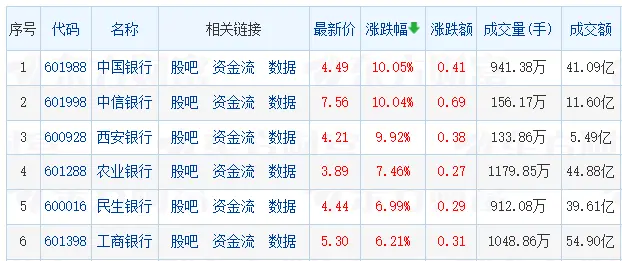 序号 代码 名称 相关链接 最新价 涨跌幅 涨跌额 成交量(手) 成交额
1 601988 中国银行 股吧 资金流 数据 4.49 10.05% 0.41 941.38万 41.09亿
2 601998 中信银行 股吧 资金流 数据 7.56 10.04% 0.69 156.17万 11.60亿
3 600928 西安银行 股吧 资金流 数据 4.21 9.92% 0.38 133.86万 5.49亿
4 601288 农业银行 股吧 资金流 数据 3.89 7.46% 0.27 1179.85万 44.88亿
5 600016 民生银行 股吧 资金流 数据 4.44 6.99% 0.29 912.08万 39.61亿
6 601398 工商银行 股吧 资金流 数据 5.30 6.21% 0.31 1048.86万 54.90亿